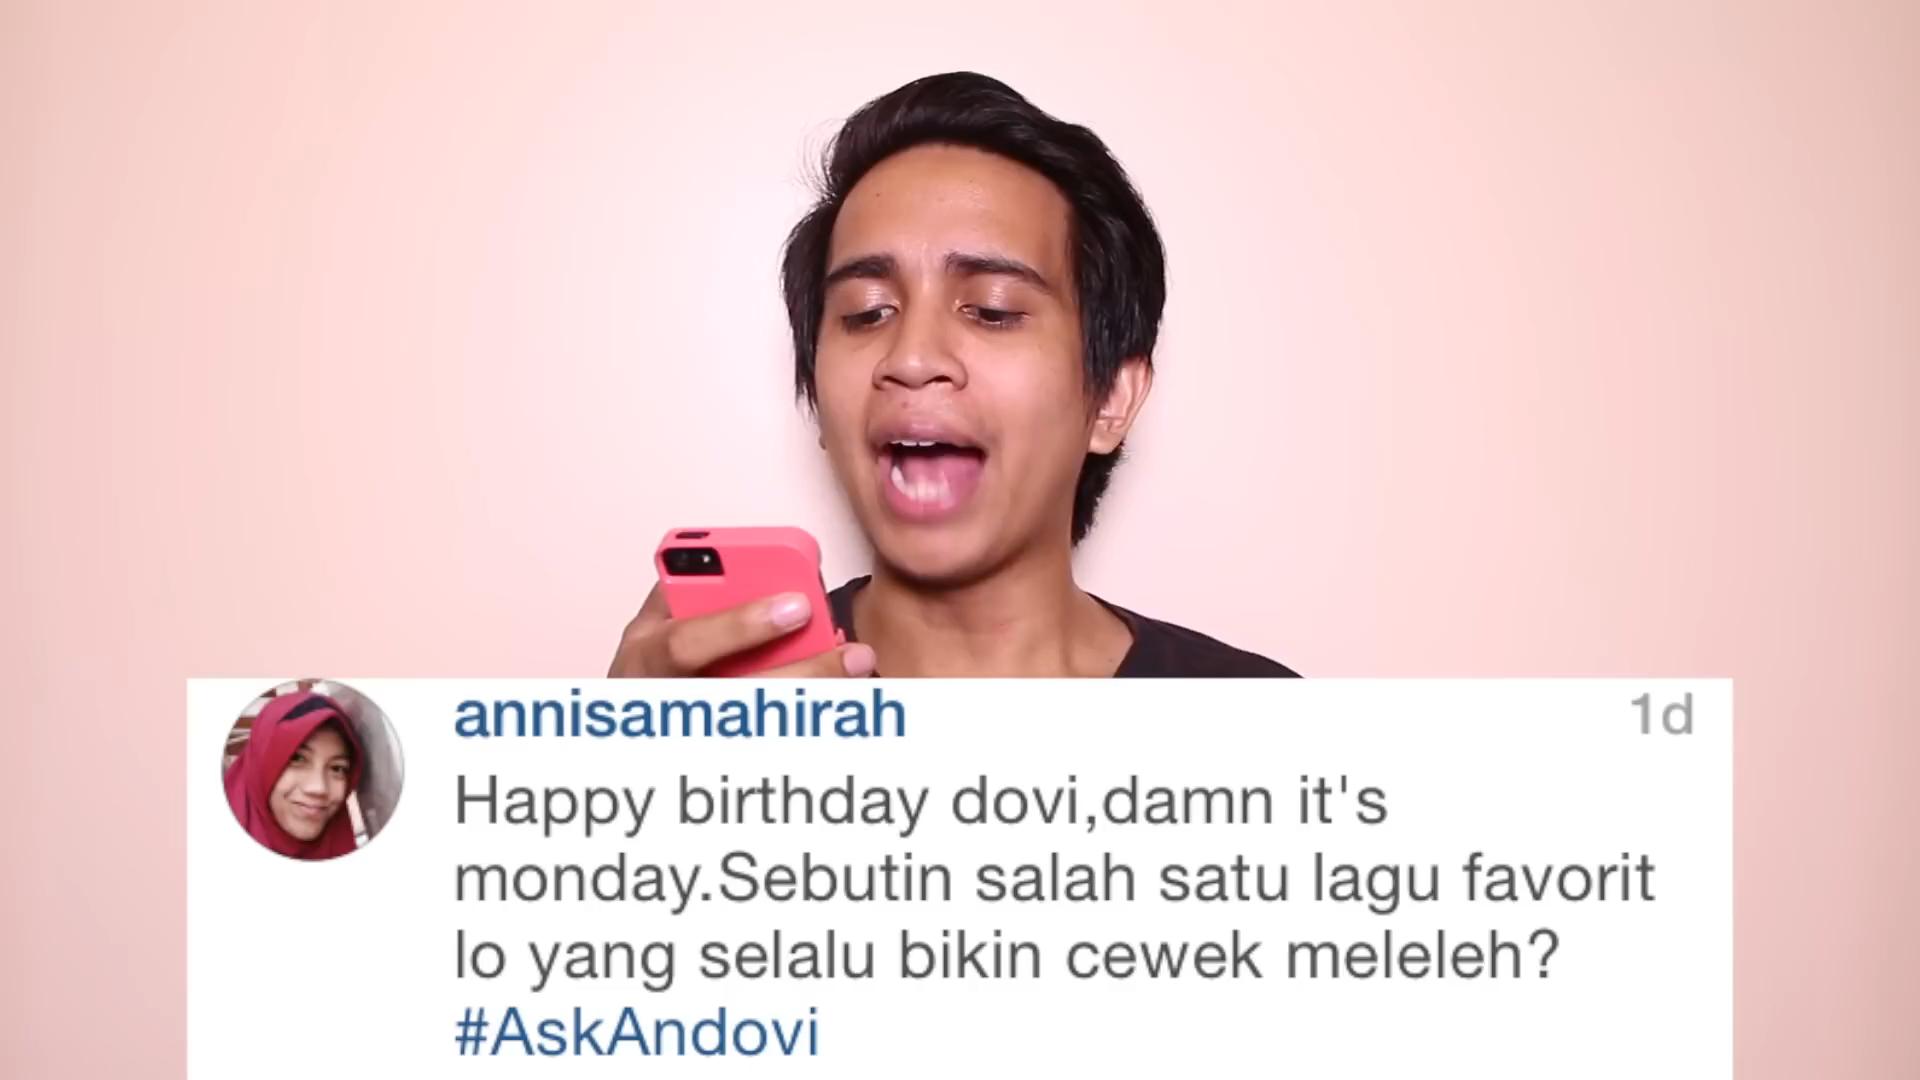 annisamahirah
1d
Happy birthday dovi,damn it's
monday.Sebutin salah satu lagu favorit
lo yang selalu bikin cewek meleleh?
#AskAndovi